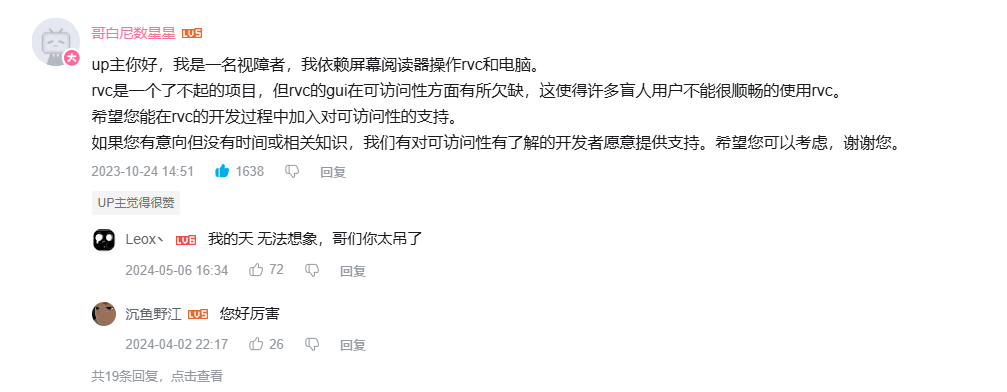 哥白尼数星星 LV5
大
up主你好，我是一名视障者，我依赖屏幕阅读器操作rvc和电脑。
rvc是一个了不起的项目，但rvc的gui在可访问性方面有所欠缺，这使得许多盲人用户不能很顺畅的使用rvc。
希望您能在rvc的开发过程中加入对可访问性的支持。
如果您有意向但没有时间或相关知识，我们有对可访问性有了解的开发者愿意提供支持。希望您可以考虑，谢谢您。
2023-10-24 14:51 1638 回复
UP主觉得很赞
Leox丶 LV6 我的天 无法想象，哥们你太吊了
2024-05-06 16:34 72 回复
沉鱼野江 LV5 您好厉害
2024-04-02 22:17 26 回复
共19条回复，点击查看